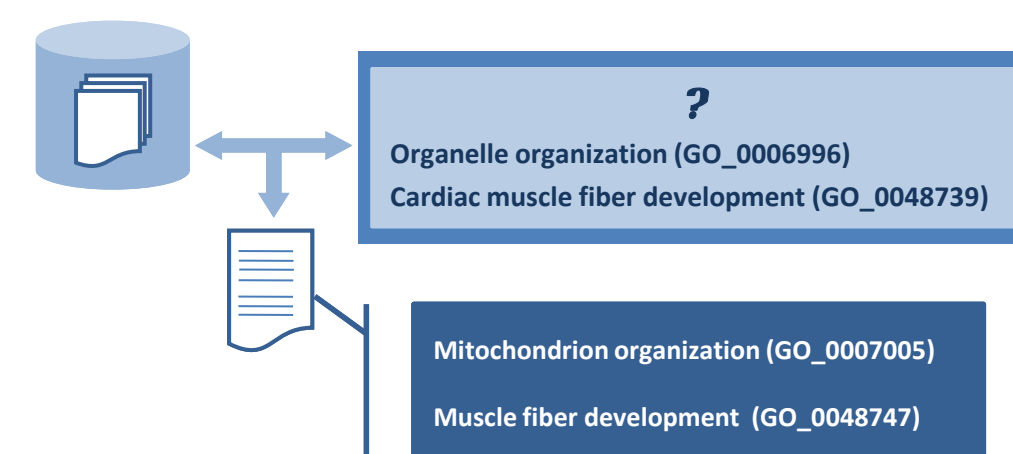 ?
Organelle organization (GO_0006996)
Cardiac muscle fiber development (GO_0048739)
Mitochondrion organization (GO_0007005)
Muscle fiber development (GO_0048747)